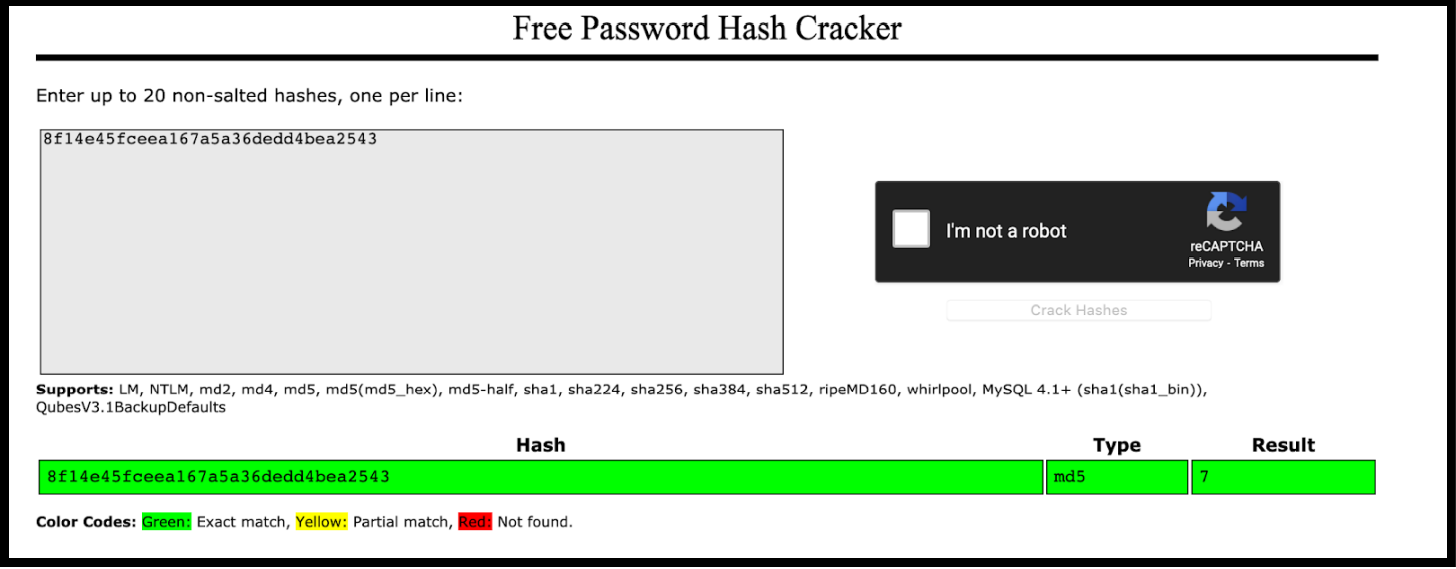 Free Password Hash Cracker
Enter up to 20 non-salted hashes, one per line:
8f14e45fceea167a5a36dedd4bea2543
I'm not a robot
reCAPTCHA
Privacy - Terms
Crack Hashes
Supports: LM, NTLM, md2, md4, md5, md5(md5_hex), md5-half, sha1, sha224, sha256, sha384, sha512, ripeMD160, whirlpool, MySQL 4.1+ (sha1(sha1_bin)),
QubesV3.1BackupDefaults
Hash Type Result
8f14e45fceea167a5a36dedd4bea2543 md5 7
Color Codes: Green: Exact match, Yellow: Partial match, Red: Not found.